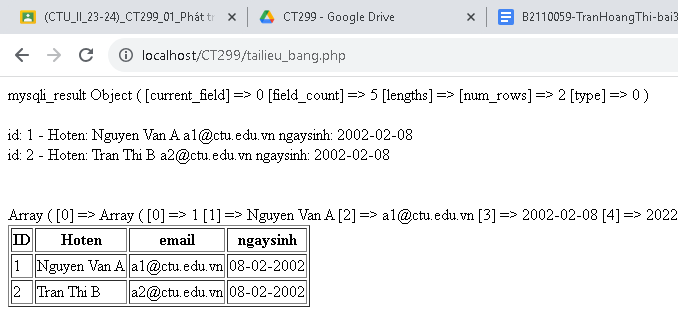 (CTU_II_23-24)_CT299_01_Phát tr
CT299 - Google Drive
B2110059-TranHoangThi-bai3
localhost/CT299/tailieu_bang.php
mysqli_result Object ( [current_field] => 0 [field_count] => 5 [lengths] => [num_rows] => 2 [type] => 0 )
id: 1 - Hoten: Nguyen Van A a1@ctu.edu.vn ngaysinh: 2002-02-08
id: 2 - Hoten: Tran Thi B a2@ctu.edu.vn ngaysinh: 2002-02-08
Array ( [0] => Array ( [0] => 1 [1] => Nguyen Van A [2] => a1@ctu.edu.vn [3] => 2002-02-08 [4] => 2022
ID Hoten email ngaysinh
1 Nguyen Van A a1@ctu.edu.vn 08-02-2002
2 Tran Thi B a2@ctu.edu.vn 08-02-2002